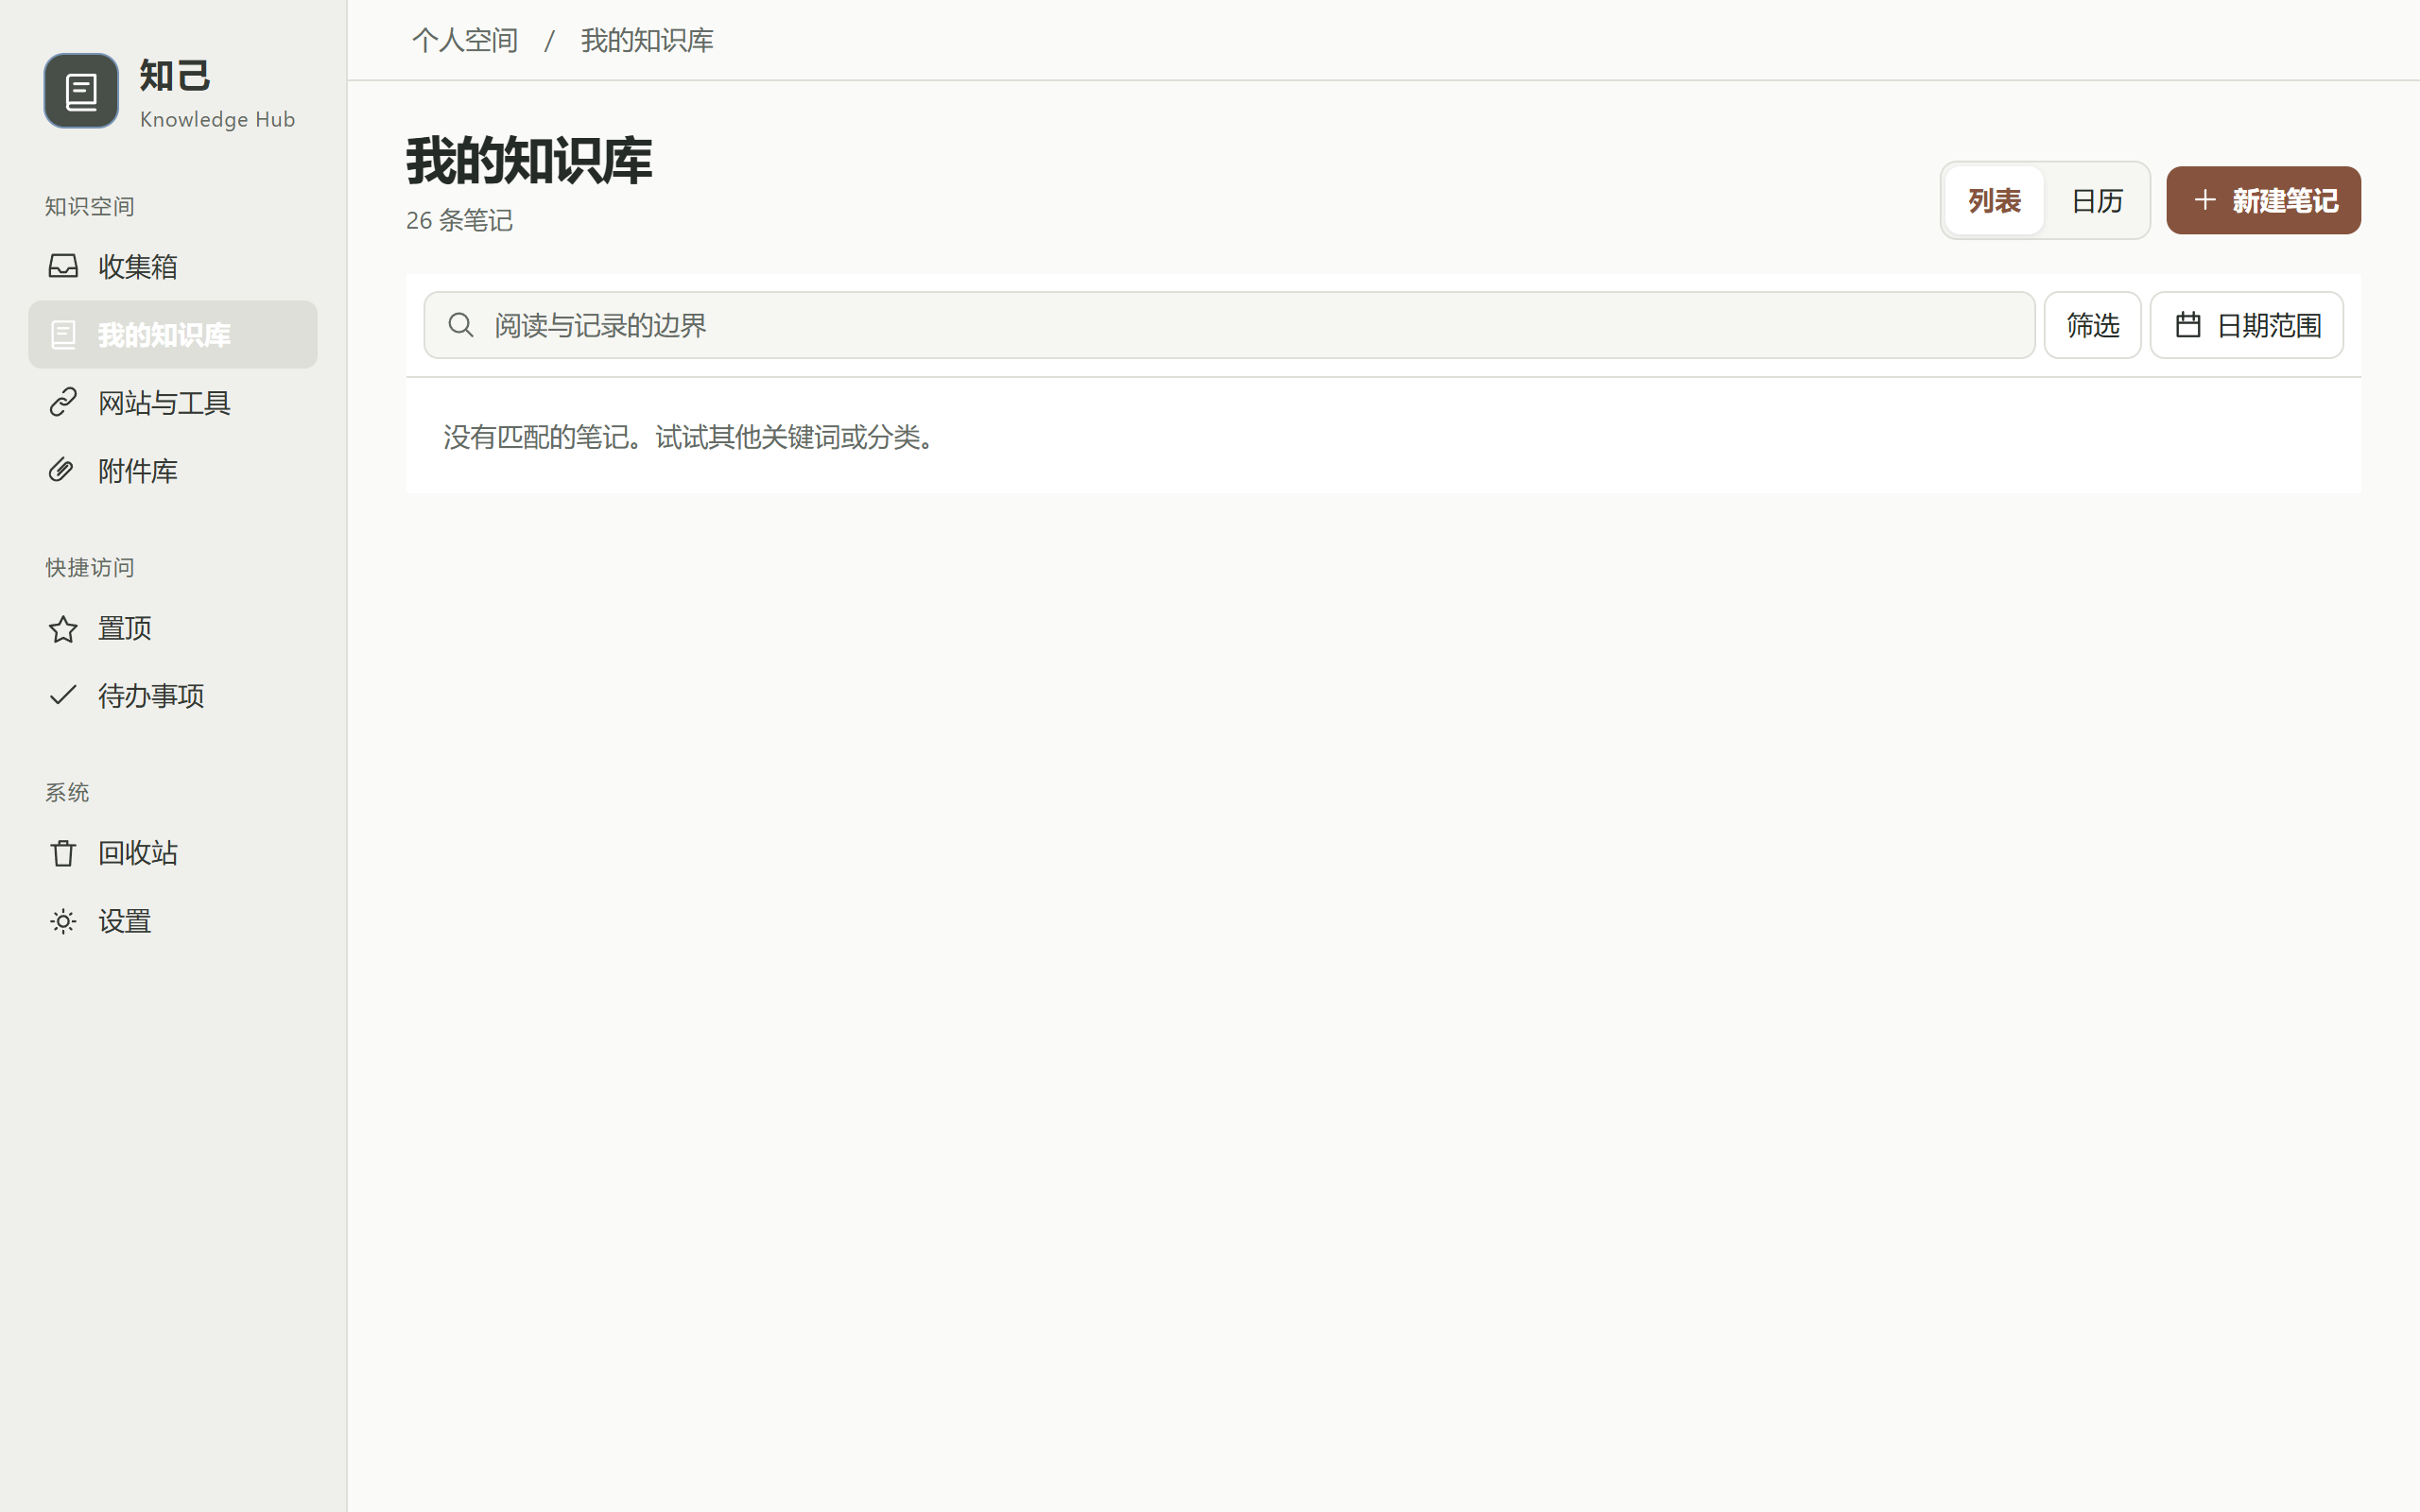 知己
Knowledge Hub
知识空间
收集箱
我的知识库
网站与工具
附件库
快捷访问
置顶
待办事项
系统
回收站
设置
个人空间 / 我的知识库
我的知识库
26 条笔记
列表 日历 新建笔记
阅读与记录的边界 筛选 日期范围
没有匹配的笔记。试试其他关键词或分类。